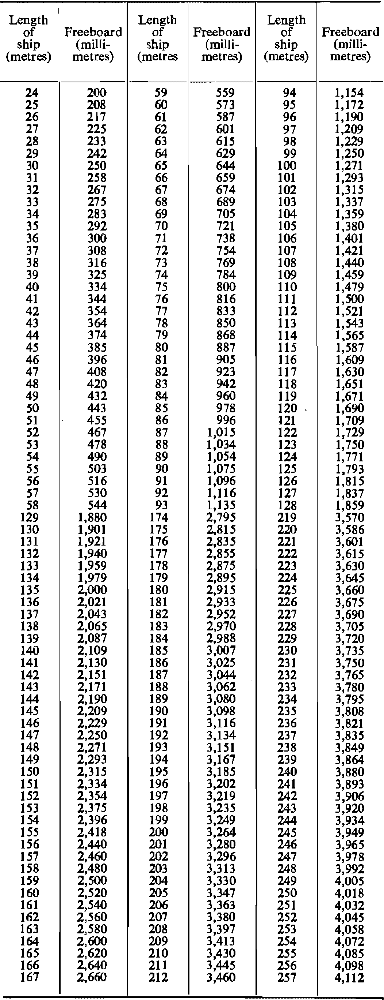 Length of ship (metres) Freeboard (milli-metres) Length of ship (metres Freeboard (milli-metres) Length of ship (metres) Freeboard (milli-metres)
24 200 59 559 94 1,154
25 208 60 573 95 1,172
26 217 61 587 96 1,190
27 225 62 601 97 1,209
28 233 63 615 98 1,229
29 242 64 629 99 1,250
30 250 65 644 100 1,271
31 258 66 659 101 1,293
32 267 67 674 102 1,315
33 275 68 689 103 1,337
34 283 69 705 104 1,359
35 292 70 721 105 1,380
36 300 71 738 106 1,401
37 308 72 754 107 1,421
38 316 73 769 108 1,440
39 325 74 784 109 1,459
40 334 75 800 110 1,479
41 344 76 816 111 1,500
42 354 77 833 112 1,521
43 364 78 850 113 1,543
44 374 79 868 114 1,565
45 385 80 887 115 1,587
46 396 81 905 116 1,609
47 408 82 923 117 1,630
48 420 83 942 118 1,651
49 432 84 960 119 1,671
50 443 85 978 120 1,690
51 455 86 996 121 1,709
52 467 87 1,015 122 1,729
53 478 88 1,034 123 1,750
54 490 89 1,054 124 1,771
55 503 90 1,075 125 1,793
56 516 91 1,096 126 1,815
57 530 92 1,116 127 1,837
58 544 93 1,135 128 1,859
129 1,880 174 2,795 219 3,570
130 1,901 175 2,815 220 3,586
131 1,921 176 2,835 221 3,601
132 1,940 177 2,855 222 3,615
133 1,959 178 2,875 223 3,630
134 1,979 179 2,895 224 3,645
135 2,000 180 2,915 225 3,660
136 2,021 181 2,933 226 3,675
137 2,043 182 2,952 227 3,690
138 2,065 183 2,970 228 3,705
139 2,087 184 2,988 229 3,720
140 2,109 185 3,007 230 3,735
141 2,130 186 3,025 231 3,750
142 2,151 187 3,044 232 3,765
143 2,171 188 3,062 233 3,780
144 2,190 189 3,080 234 3,795
145 2,209 190 3,098 235 3,808
146 2,229 191 3,116 236 3,821
147 2,250 192 3,134 237 3,835
148 2,271 193 3,151 238 3,849
149 2,293 194 3,167 239 3,864
150 2,315 195 3,185 240 3,880
151 2,334 196 3,202 241 3,893
152 2,354 197 3,219 242 3,906
153 2,375 198 3,235 243 3,920
154 2,396 199 3,249 244 3,934
155 2,418 200 3,264 245 3,949
156 2,440 201 3,280 246 3,965
157 2,460 202 3,296 247 3,978
158 2,480 203 3,313 248 3,992
159 2,500 204 3,330 249 4,005
160 2,520 205 3,347 250 4,018
161 2,540 206 3,363 251 4,032
162 2,560 207 3,380 252 4,045
163 2,580 208 3,397 253 4,058
164 2,600 209 3,413 254 4,072
165 2,620 210 3,430 255 4,085
166 2,640 211 3,445 256 4,098
167 2,660 212 3,460 257 4,112